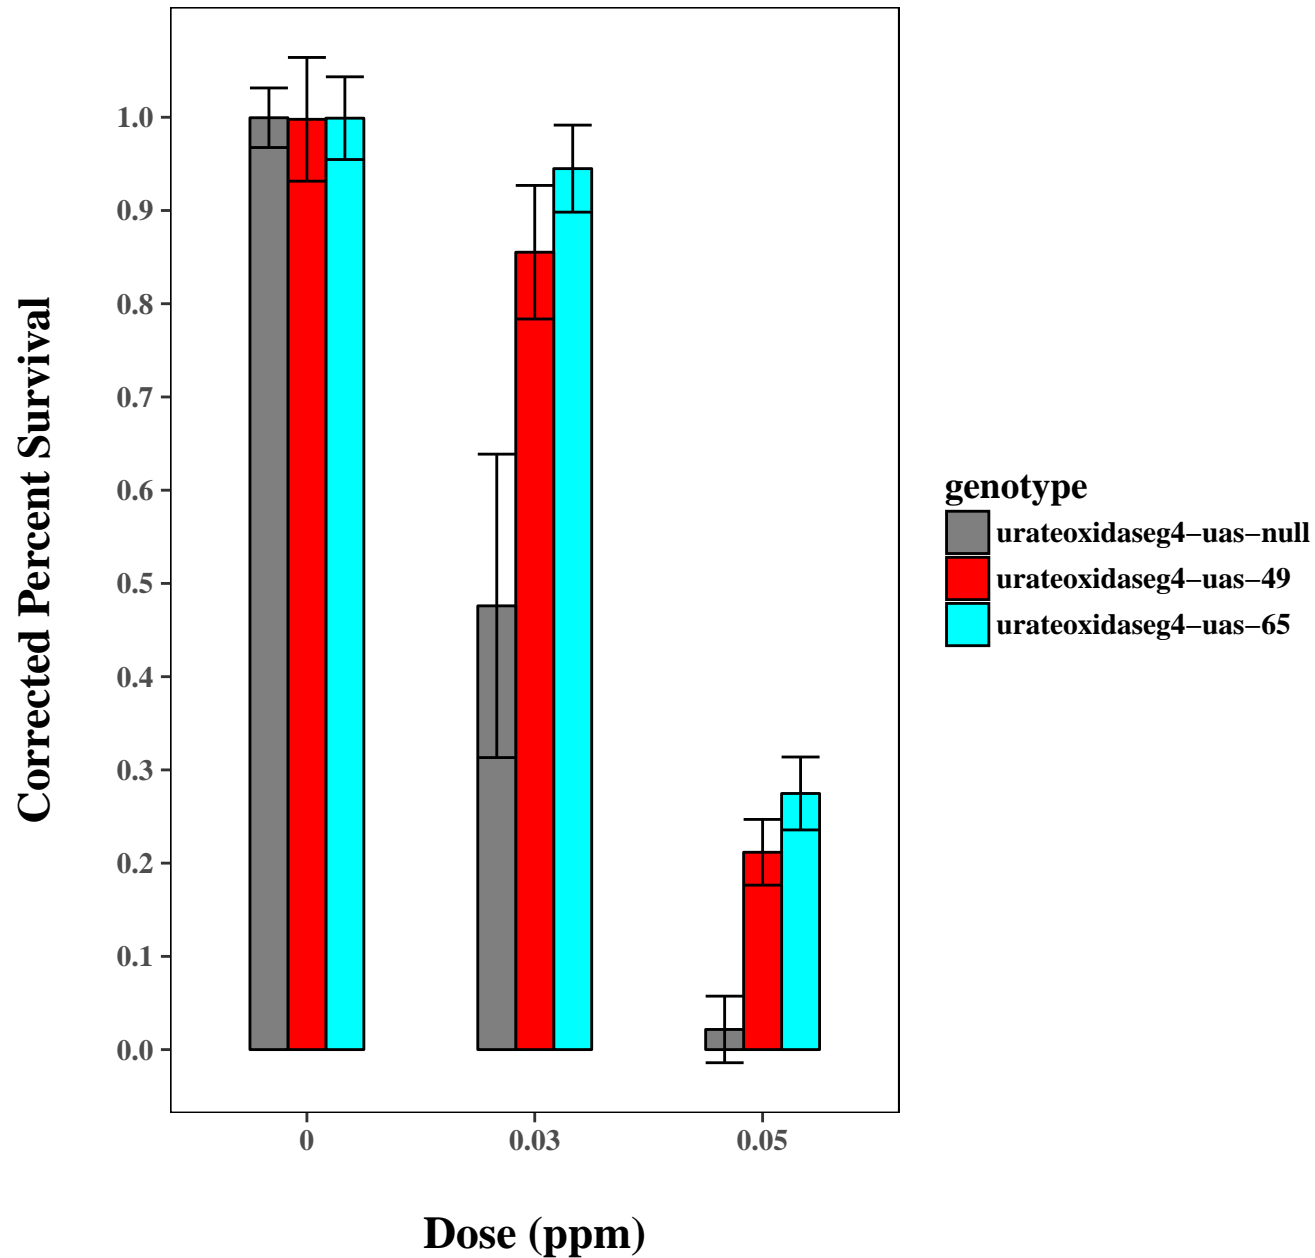 Corrected Percent Survival
1.0
0.9
0.8
0.7
0.6
0.5
0.4
0.3
0.2
0.1
0.0
0
0.03
0.05
Dose (ppm)
genotype
urateoxidaseg4−uas−null
urateoxidaseg4−uas−49
urateoxidaseg4−uas−65